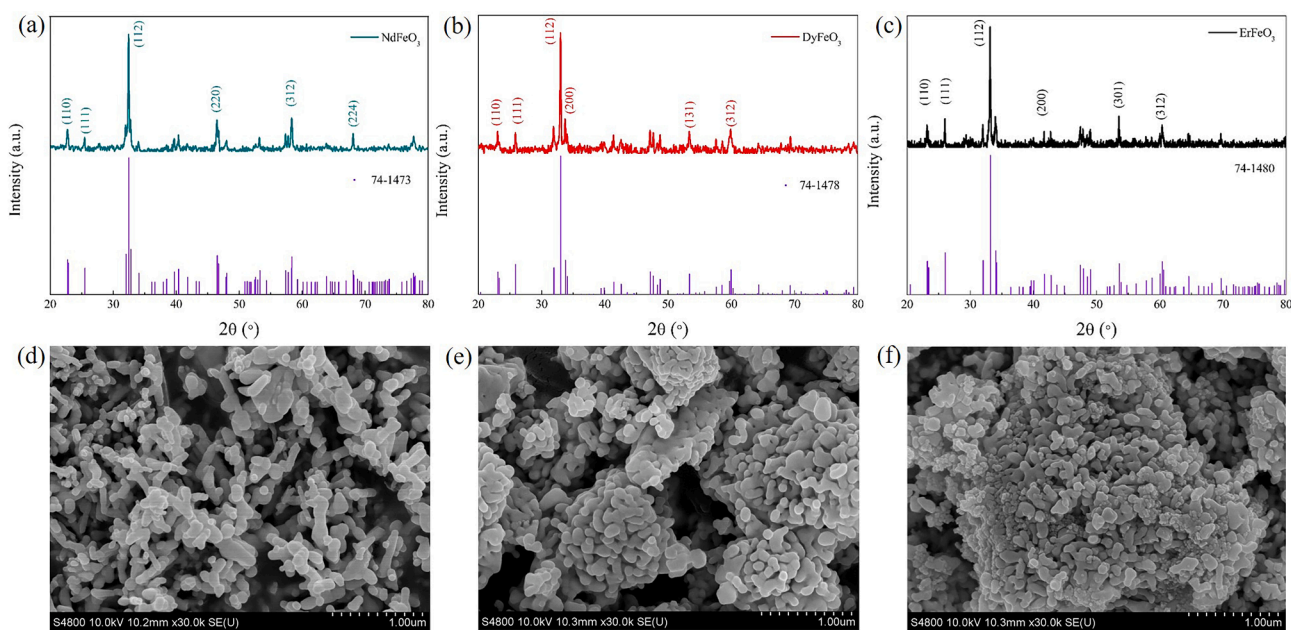 (a)
(112)
NdFeO₃
(110)
(111)
(220)
(312)
(224)
74-1473
Intensity (a.u.)
20 30 40 50 60 70 80
2θ (°)
(b)
(112)
DyFeO₃
(110)
(111)
(200)
(131)
(312)
74-1478
Intensity (a.u.)
20 30 40 50 60 70 80
2θ (°)
(c)
(112)
ErFeO₃
(110)
(111)
(200)
(301)
(312)
74-1480
Intensity (a.u.)
20 30 40 50 60 70 80
2θ (°)
(d)
S4800 10.0kV 10.2mm x30.0k SE(U) 1.00um
(e)
S4800 10.0kV 10.3mm x30.0k SE(U) 1.00um
(f)
S4800 10.0kV 10.3mm x30.0k SE(U) 1.00um